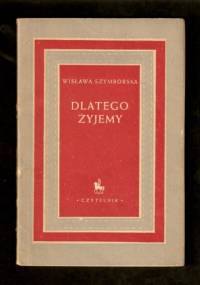 WISŁAWA SZYMBORSKA
DLATEGO
ŻYJEMY
• CZYTELNIK •